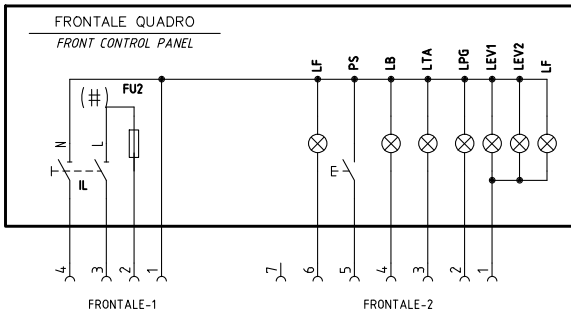 FRONTALE QUADRO
FRONT CONTROL PANEL
LF PS LB LTA LPG LEV1 LEV2 LF
(#) FU2
N L
IL
4 3 2 1 7 6 5 4 3 2 1
FRONTALE-1 FRONTALE-2